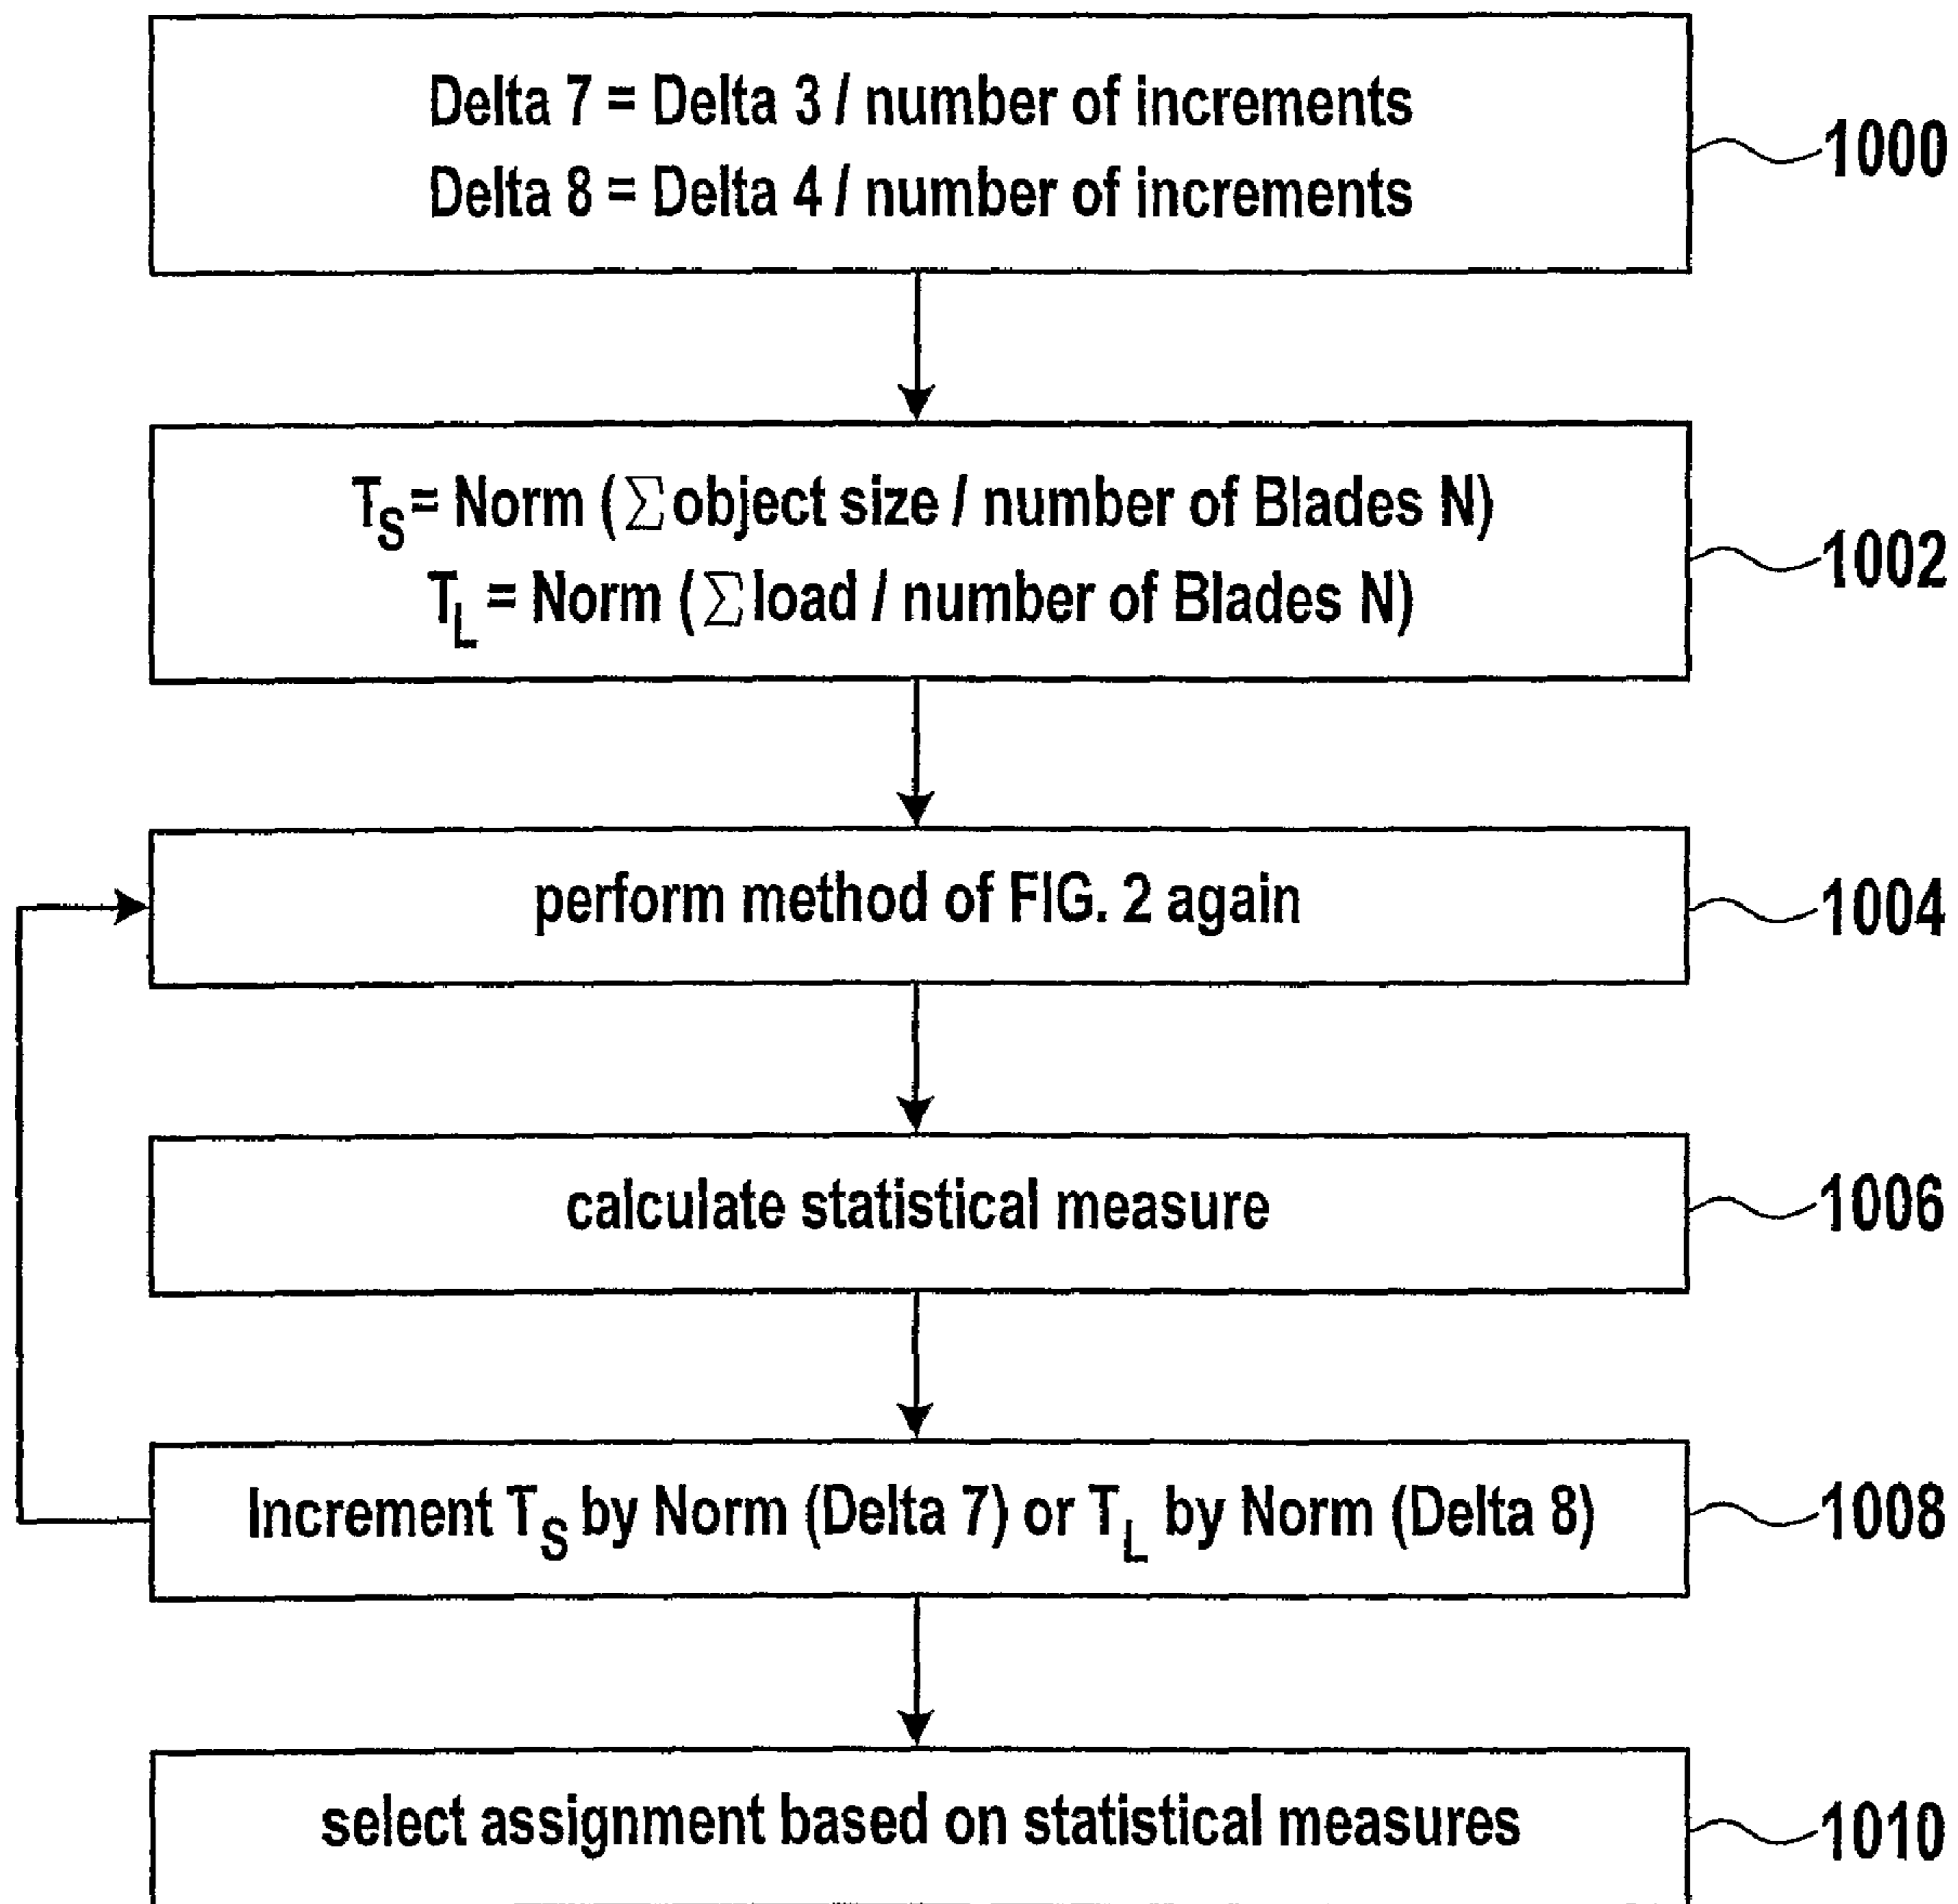 Delta 7 = Delta 3 / number of increments
Delta 8 = Delta 4 / number of increments
1000
TS = Norm (∑ object size / number of Blades N)
TL = Norm (∑ load / number of Blades N)
1002
perform method of FIG. 2 again
1004
calculate statistical measure
1006
Increment TS by Norm (Delta 7) or TL by Norm (Delta 8)
1008
select assignment based on statistical measures
1010